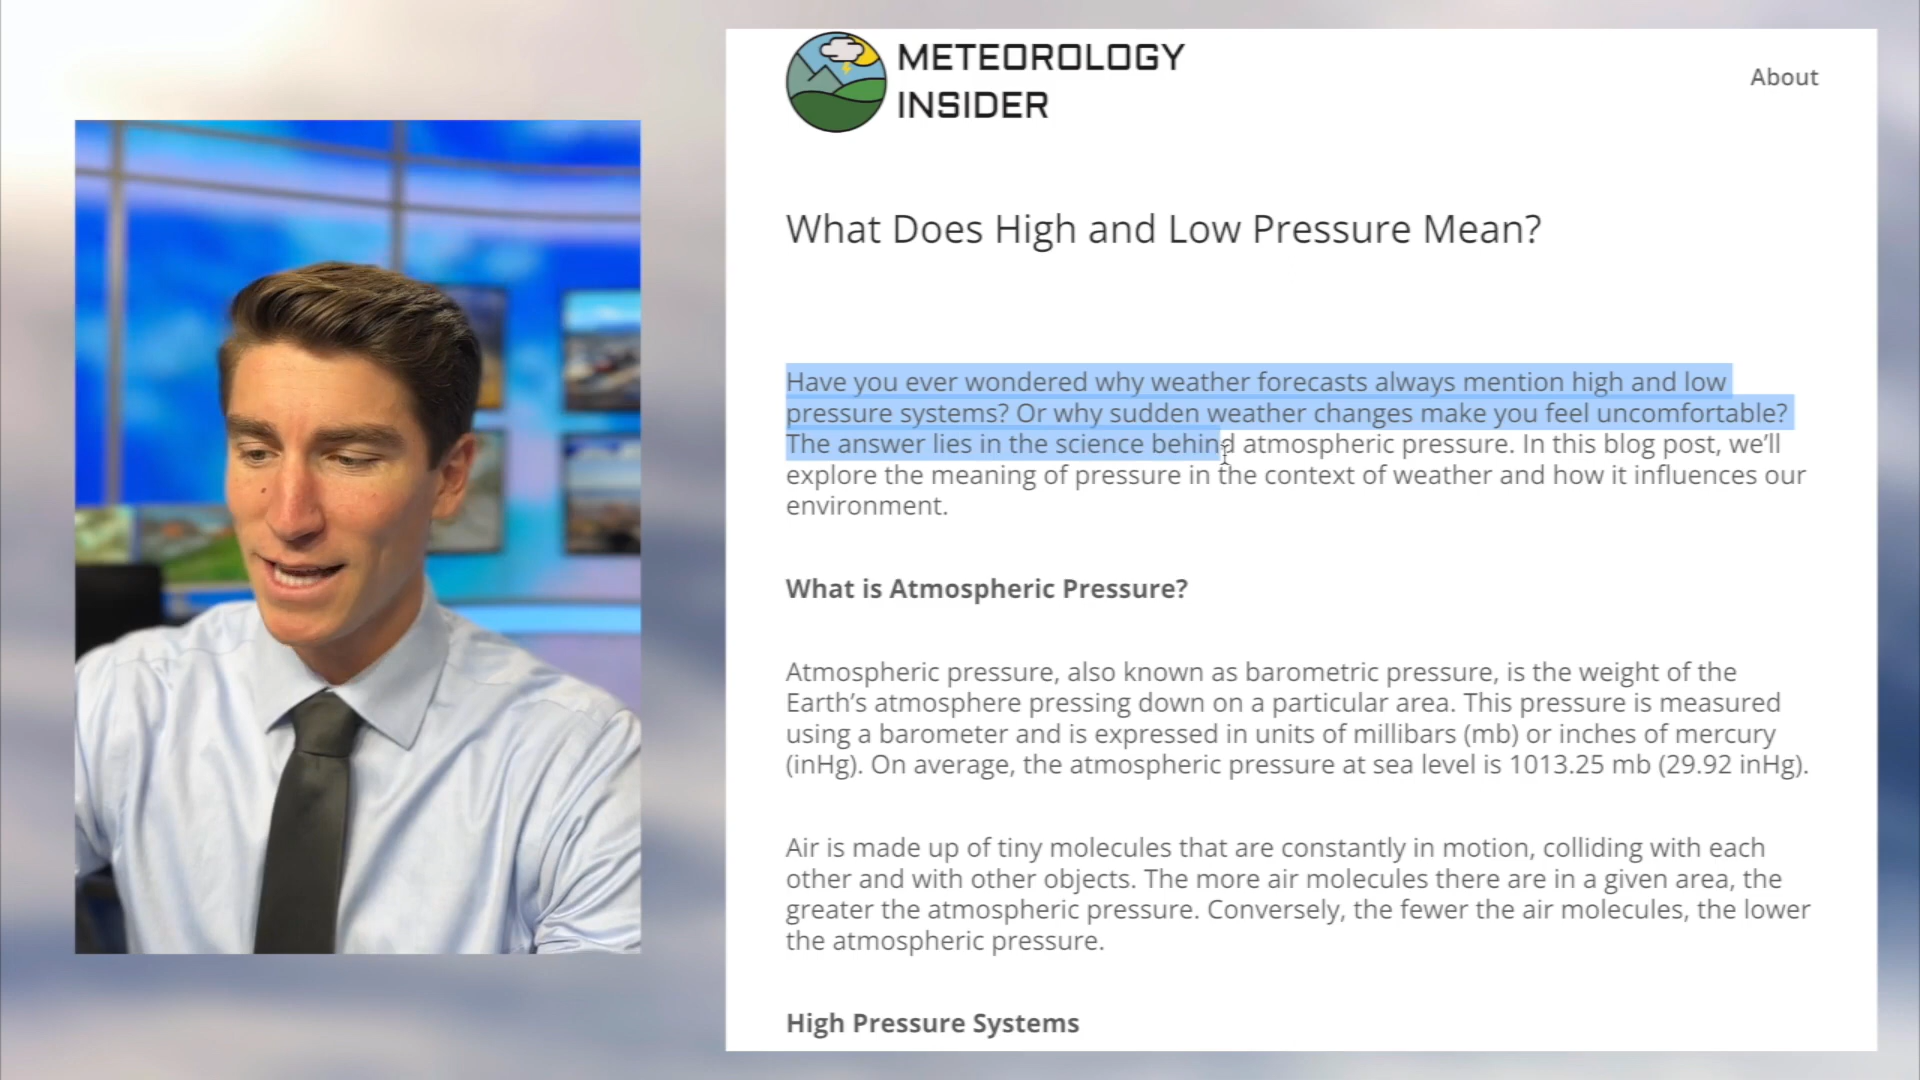 METEOROLOGY
INSIDER
About
What Does High and Low Pressure Mean?
Have you ever wondered why weather forecasts always mention high and low
pressure systems? Or why sudden weather changes make you feel uncomfortable?
The answer lies in the science behind atmospheric pressure. In this blog post, we’ll
explore the meaning of pressure in the context of weather and how it influences our
environment.
What is Atmospheric Pressure?
Atmospheric pressure, also known as barometric pressure, is the weight of the
Earth’s atmosphere pressing down on a particular area. This pressure is measured
using a barometer and is expressed in units of millibars (mb) or inches of mercury
(inHg). On average, the atmospheric pressure at sea level is 1013.25 mb (29.92 inHg).
Air is made up of tiny molecules that are constantly in motion, colliding with each
other and with other objects. The more air molecules there are in a given area, the
greater the atmospheric pressure. Conversely, the fewer the air molecules, the lower
the atmospheric pressure.
High Pressure Systems